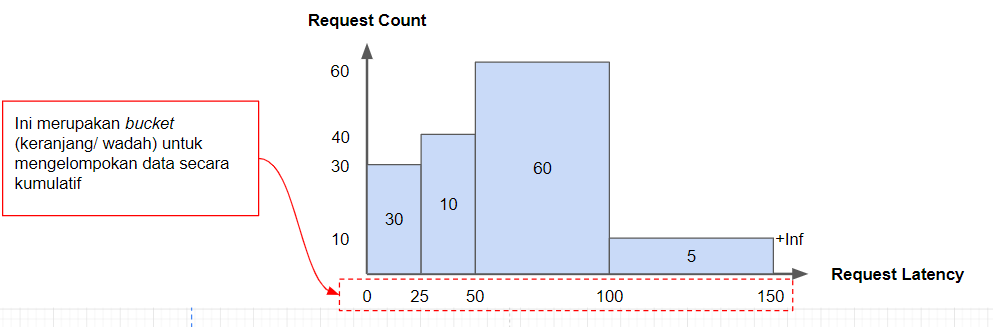 Request Count
60
40
30
10
Ini merupakan bucket
(keranjang/ wadah) untuk
mengelompokan data secara
kumulatif
30
10
60
5
+Inf
Request Latency
0 25 50 100 150